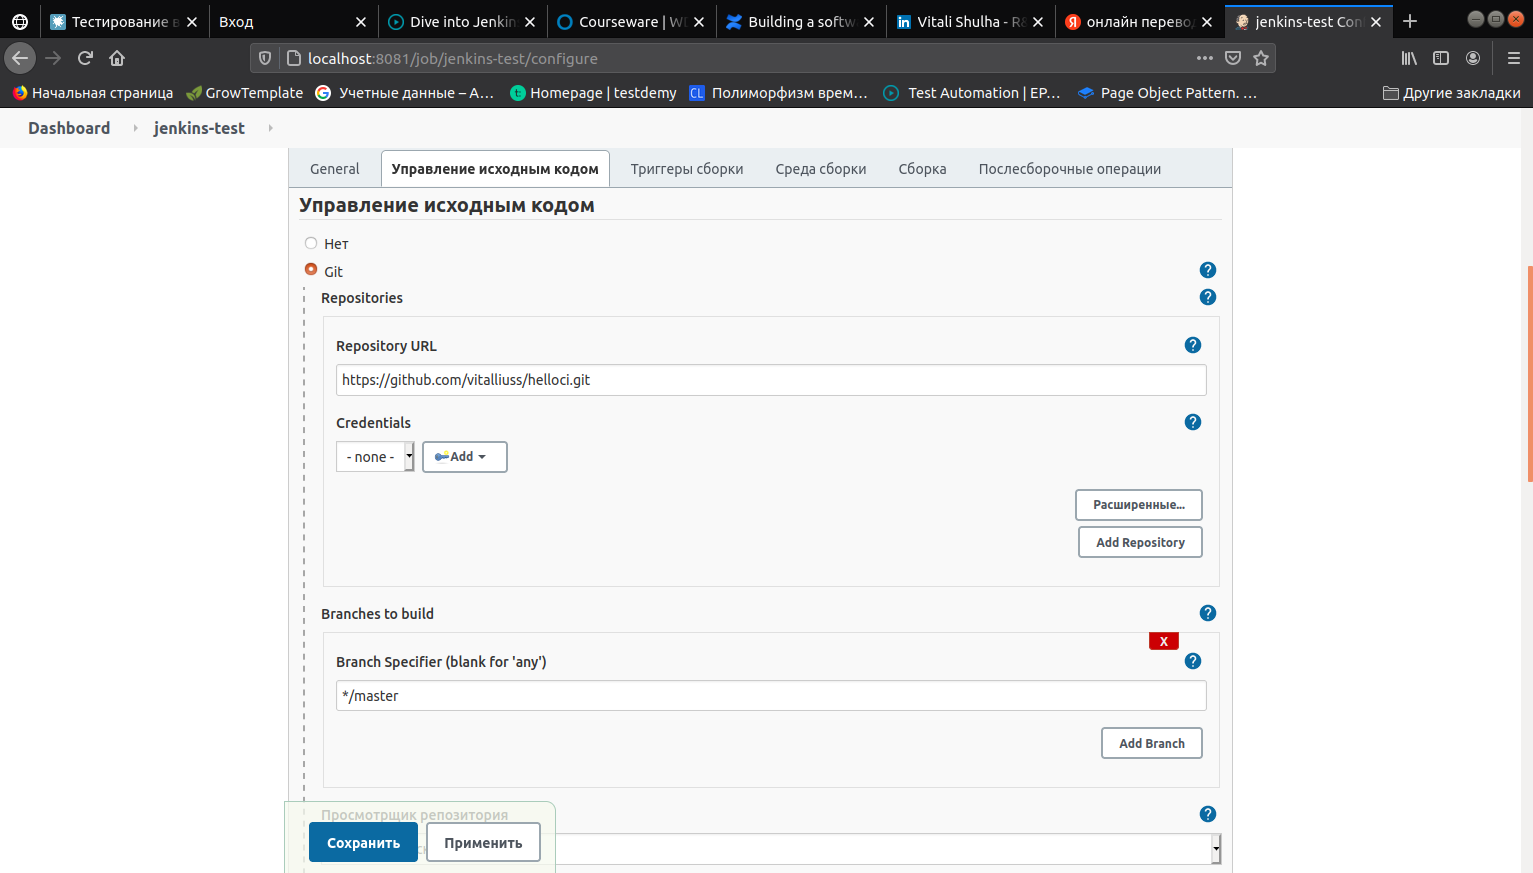 Тестирование в
Вход
Dive into Jenkin
Courseware | W
Building a softw
Vitali Shulha - R
онлайн перевод
jenkins-test Con
localhost:8081/job/jenkins-test/configure
Начальная страница
GrowTemplate
Учетные данные – A...
Homepage | testdemy
CL Полиморфизм врем...
Test Automation | EP...
Page Object Pattern. ...
Другие закладки
Dashboard
jenkins-test
General
Управление исходным кодом
Триггеры сборки
Среда сборки
Сборка
Послесборочные операции
Управление исходным кодом
Нет
Git
Repositories
Repository URL
https://github.com/vitalliuss/helloci.git
Credentials
- none -
Add
Расширенные...
Add Repository
Branches to build
X
Branch Specifier (blank for 'any')
*/master
Add Branch
Просмотрщик репозитория
Сохранить
Применить